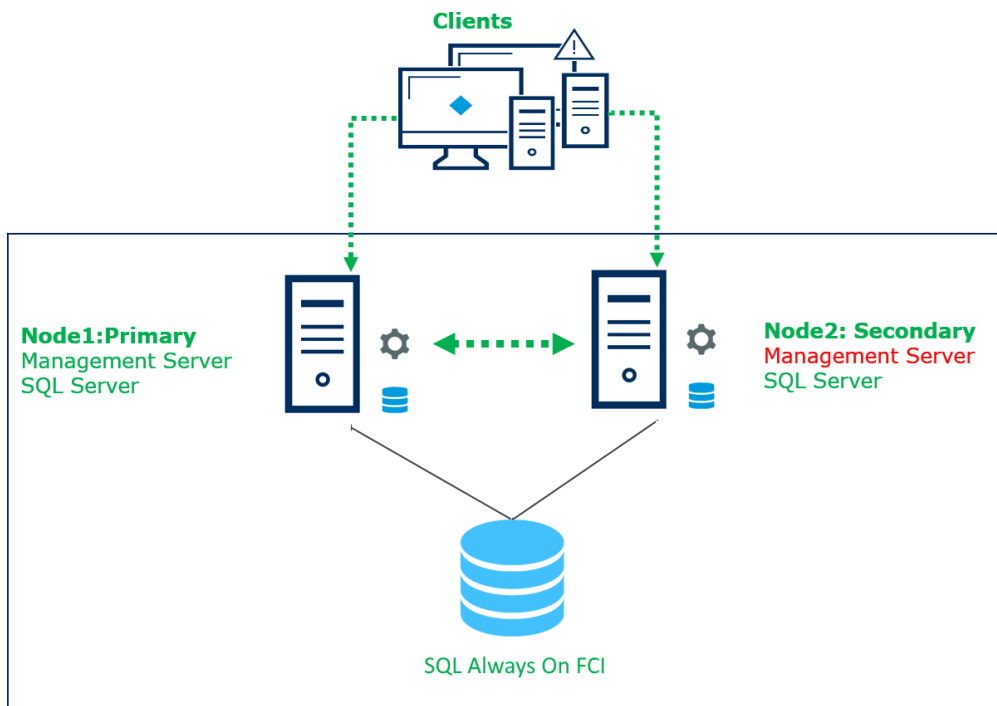 Clients
!
Node1:Primary
Management Server
SQL Server
Node2: Secondary
Management Server
SQL Server
SQL Always On FCI